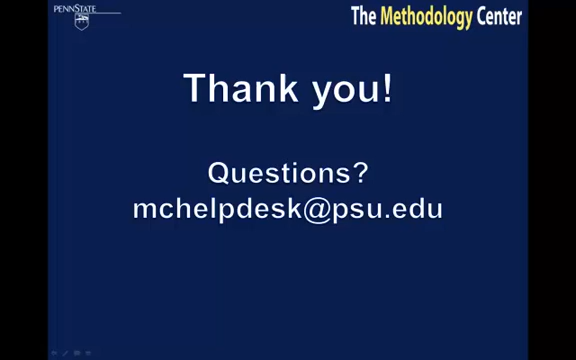 PENNSTATE
The Methodology Center
Thank you!
Questions?
mchelpdesk@psu.edu